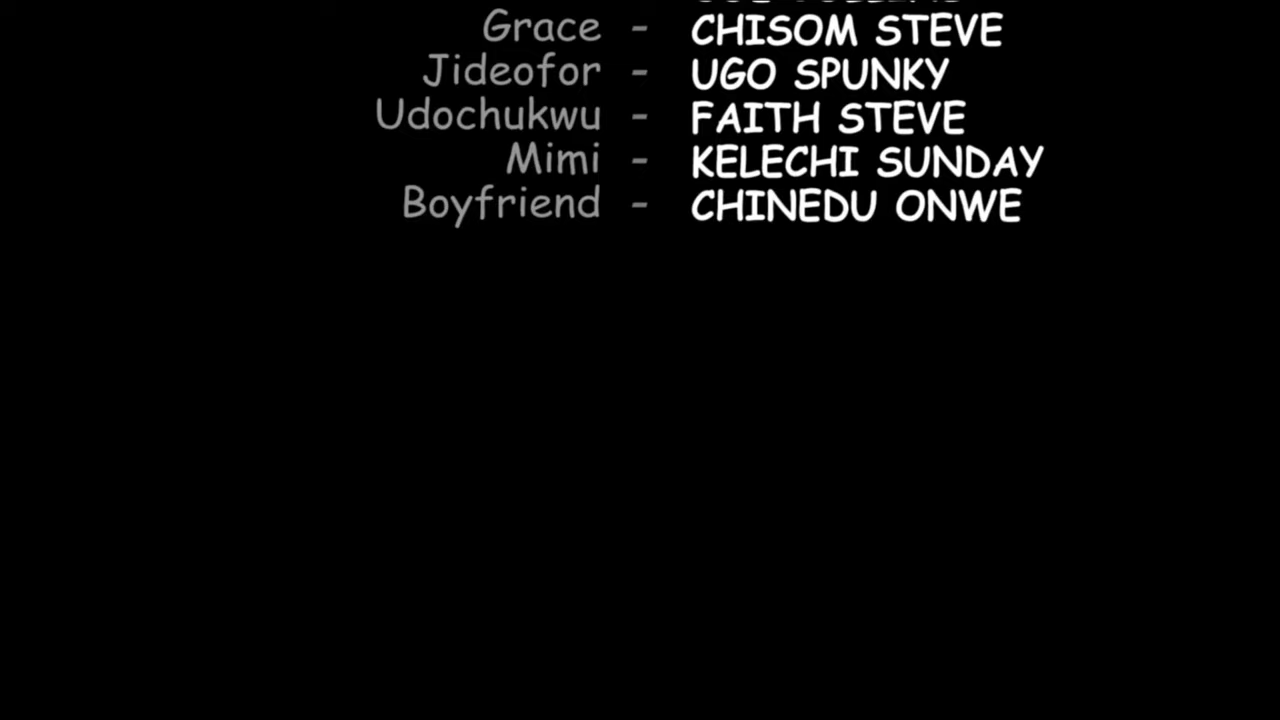 Grace - CHISOM STEVE
Jideofor - UGO SPUNKY
Udochukwu - FAITH STEVE
Mimi - KELECHI SUNDAY
Boyfriend - CHINEDU ONWE